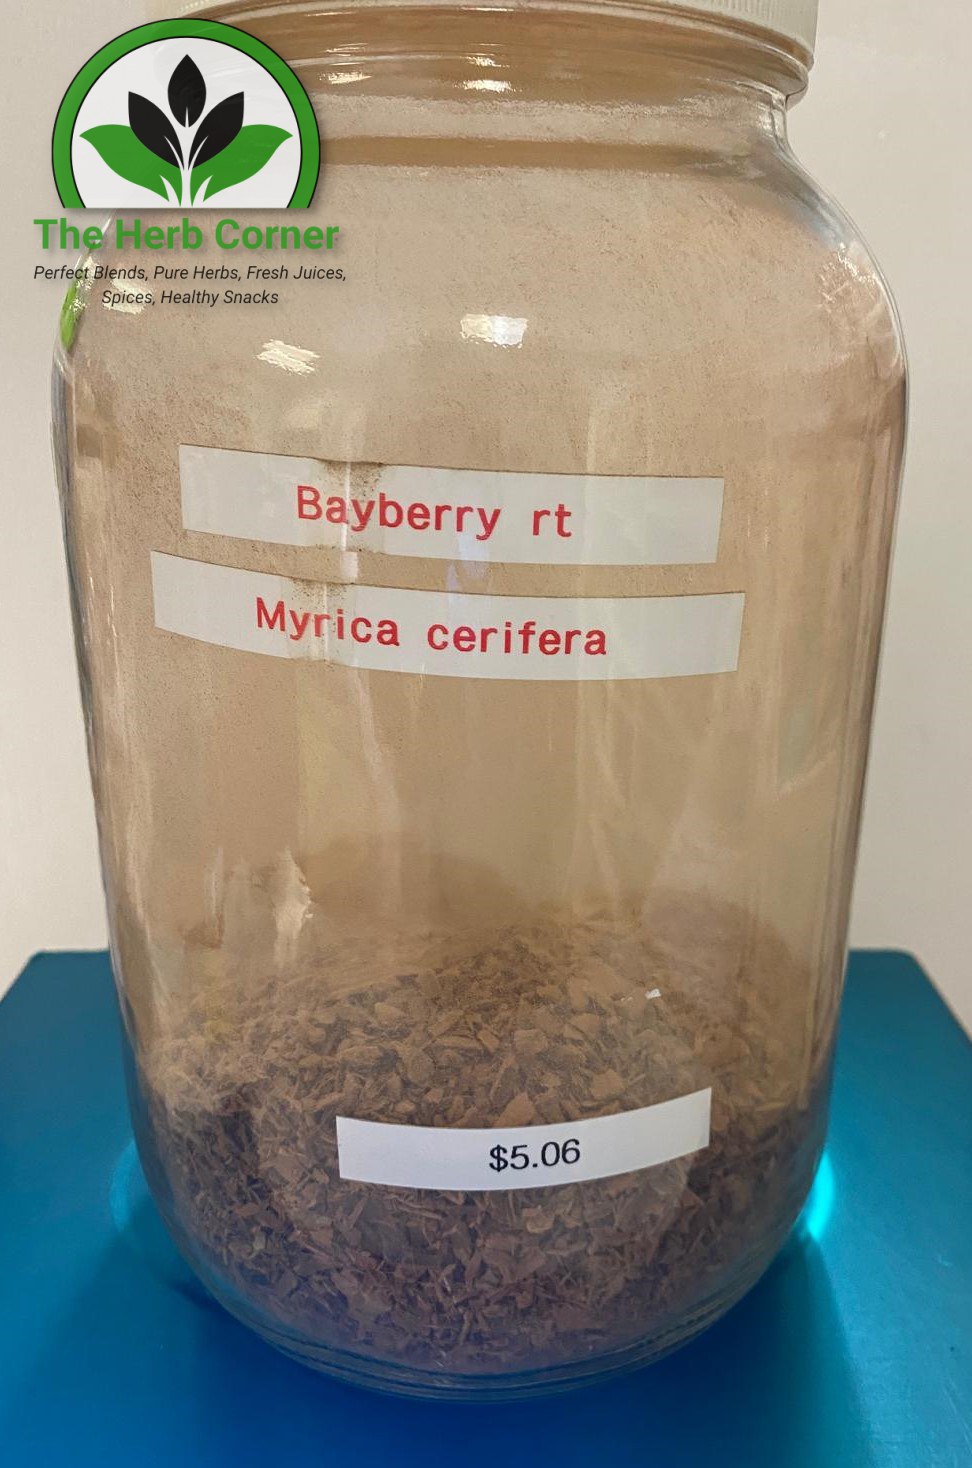 The Herb Corner
Perfect Blends, Pure Herbs, Fresh Juices,
Spices, Healthy Snacks
Bayberry rt
Myrica cerifera
$5.06